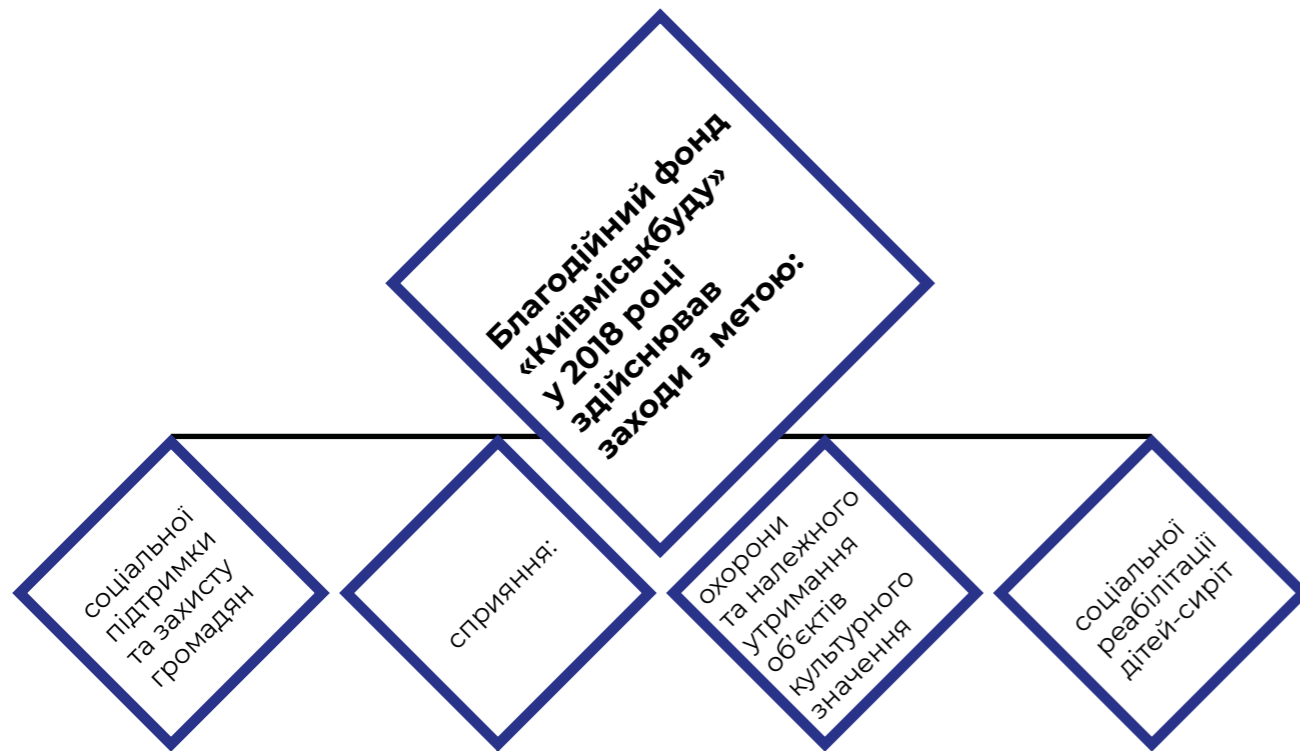 Благодійний фонд
«Київміськбуду»
у 2018 році
здійснював
заходи з метою:
соціальної
підтримки
та захисту
громадян
сприяння:
охорони
та належного
утримання
об'єктів
культурного
значення
соціальної
реабілітації
дітей-сиріт